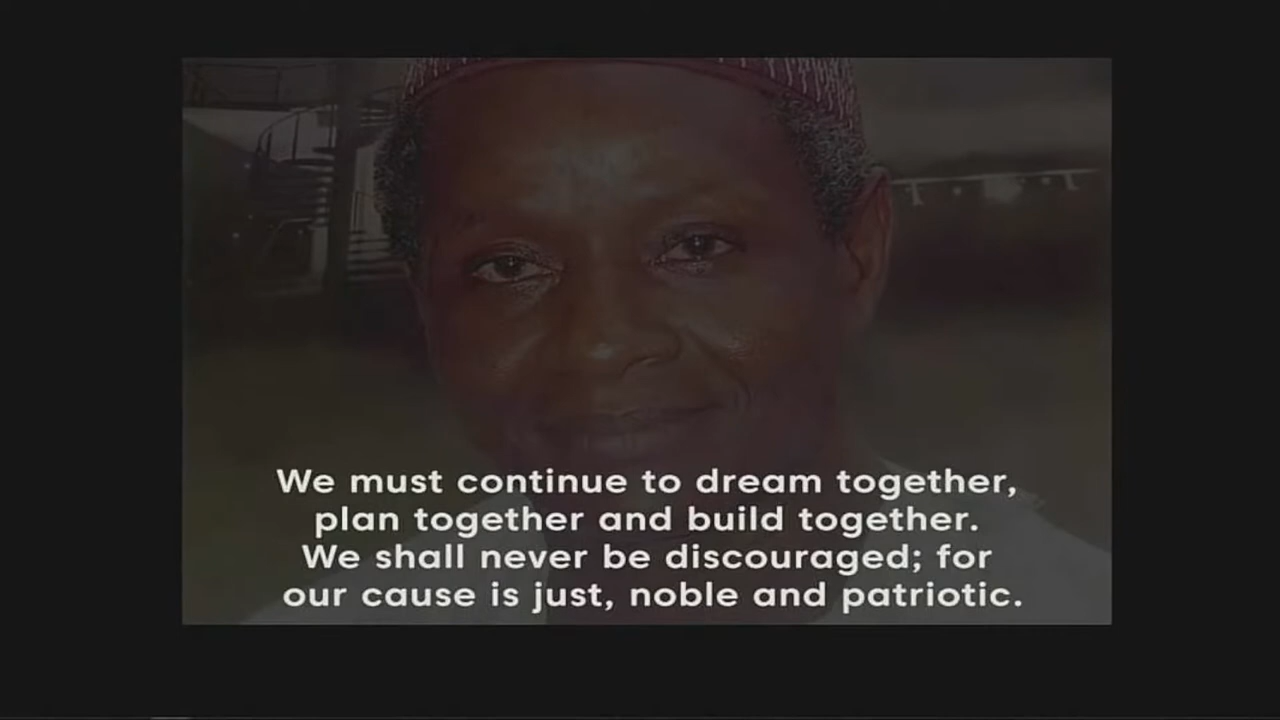 We must continue to dream together,
plan together and build together.
We shall never be discouraged; for
our cause is just, noble and patriotic.